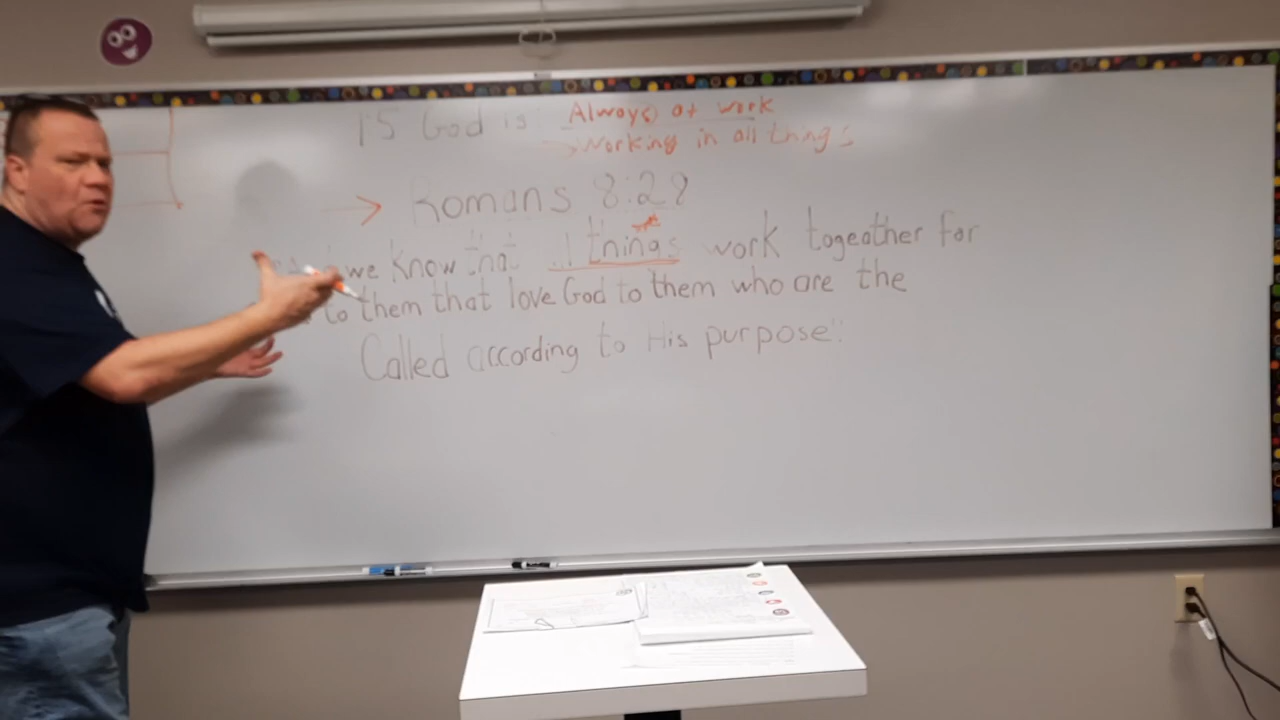 God is: Always at work
→ Working in all things
→ Romans 8:28
we know that all things work togeather for
to them that love God to them who are the
Called according to His purpose"